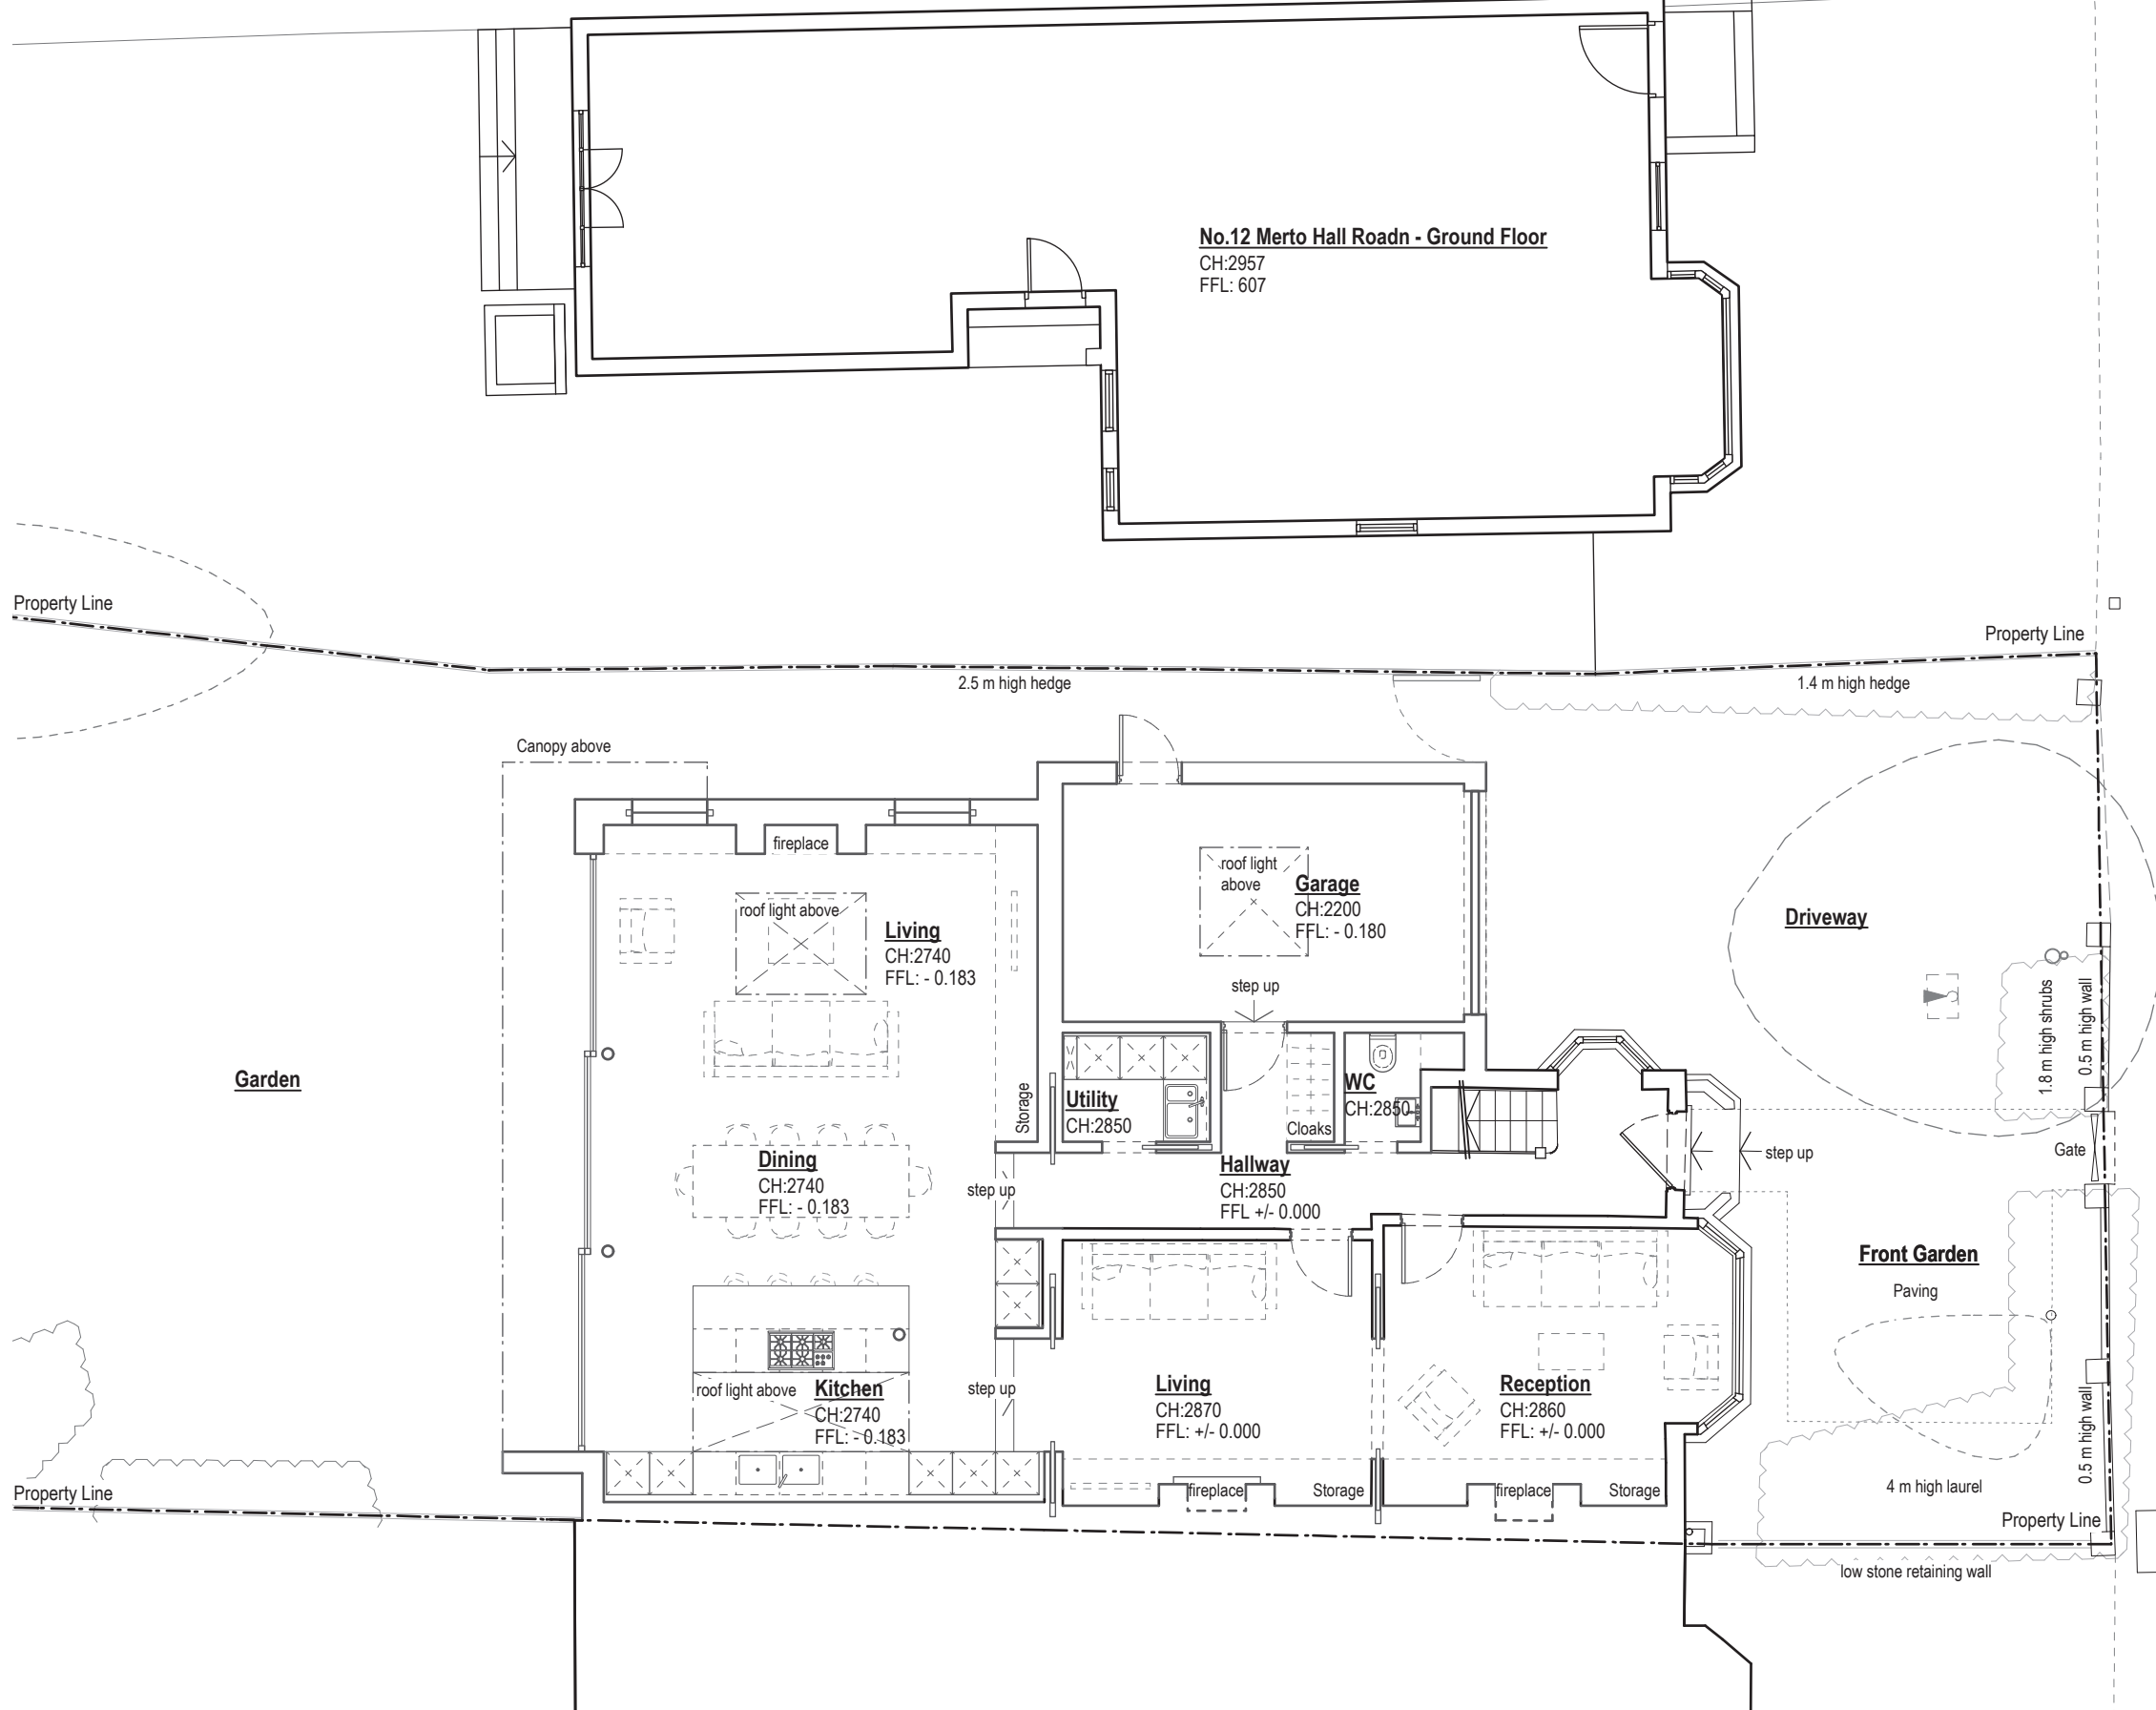 No.12 Merto Hall Roadn - Ground Floor
CH:2957
FFL: 607
Property Line
Property Line
2.5 m high hedge
1.4 m high hedge
Canopy above
fireplace
roof light above
Living
CH:2740
FFL: - 0.183
roof light
above
Garage
CH:2200
FFL: - 0.180
step up
Driveway
1.8 m high shrubs
0.5 m high wall
Garden
Storage
Utility
CH:2850
WC
CH:2850
Cloaks
Dining
CH:2740
FFL: - 0.183
step up
Hallway
CH:2850
FFL +/- 0.000
step up
Gate
Front Garden
Paving
roof light above
Kitchen
CH:2740
FFL: - 0.183
step up
Living
CH:2870
FFL: +/- 0.000
Reception
CH:2860
FFL: +/- 0.000
0.5 m high wall
Property Line
fireplace
Storage
fireplace
Storage
4 m high laurel
Property Line
low stone retaining wall